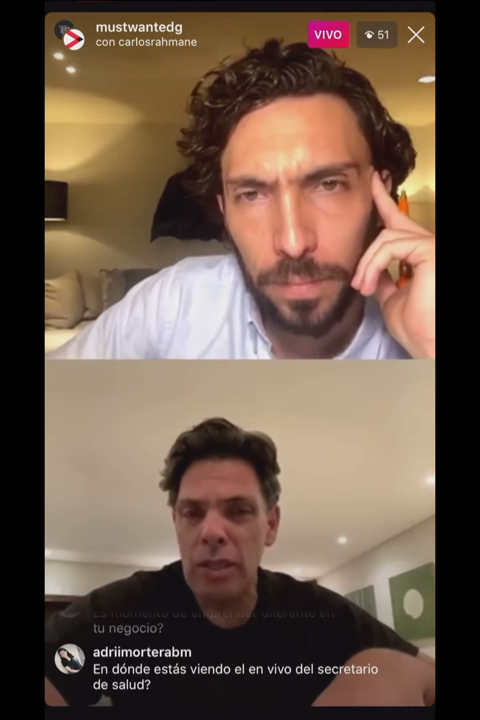 mustwantedg
con carlosrahmane
VIVO
51
Es momento de emprender diferente en
tu negocio?
adriimorterabm
En dónde estás viendo el en vivo del secretario
de salud?